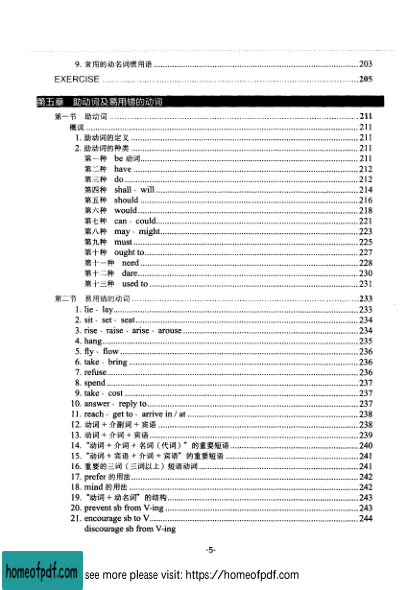 9. 常用的动名词惯用语 ........ 203
EXERCISE ........ 205
第五章 助动词及易用错的动词
第一节 助动词 ........ 211
概说 ........ 211
1. 助动词的定义 ........ 211
2. 助动词的种类 ........ 211
第一种 be 动词 ........ 211
第二种 have ........ 212
第三种 do ........ 212
第四种 shall、will ........ 214
第五种 should ........ 216
第六种 would ........ 218
第七种 can、could ........ 221
第八种 may、might ........ 223
第九种 must ........ 225
第十种 ought to ........ 227
第十一种 need ........ 228
第十二种 dare ........ 230
第十三种 used to ........ 231
第二节 易用错的动词 ........ 233
1. lie、lay ........ 233
2. sit、set、seat ........ 234
3. rise、raise、arise、arouse ........ 234
4. hang ........ 235
5. fly、flow ........ 236
6. take、bring ........ 236
7. refuse ........ 236
8. spend ........ 237
9. take、cost ........ 237
10. answer、reply to ........ 237
11. reach、get to、arrive in / at ........ 238
12. 动词 + 介副词 + 宾语 ........ 238
13. 动词 + 介词 + 宾语 ........ 239
14. “动词 + 介词 + 名词（代词）”的重要短语 ........ 240
15. “动词 + 宾语 + 介词 + 宾语”的重要短语 ........ 241
16. 重要的三词（三词以上）短语动词 ........ 241
17. prefer 的用法 ........ 242
18. mind 的用法 ........ 242
19. “动词 + 动名词”的结构 ........ 243
20. prevent sb from V-ing ........ 243
21. encourage sb to V ........ 244
discourage sb from V-ing
-5-
homeofpdf.com
see more please visit: https://homeofpdf.com